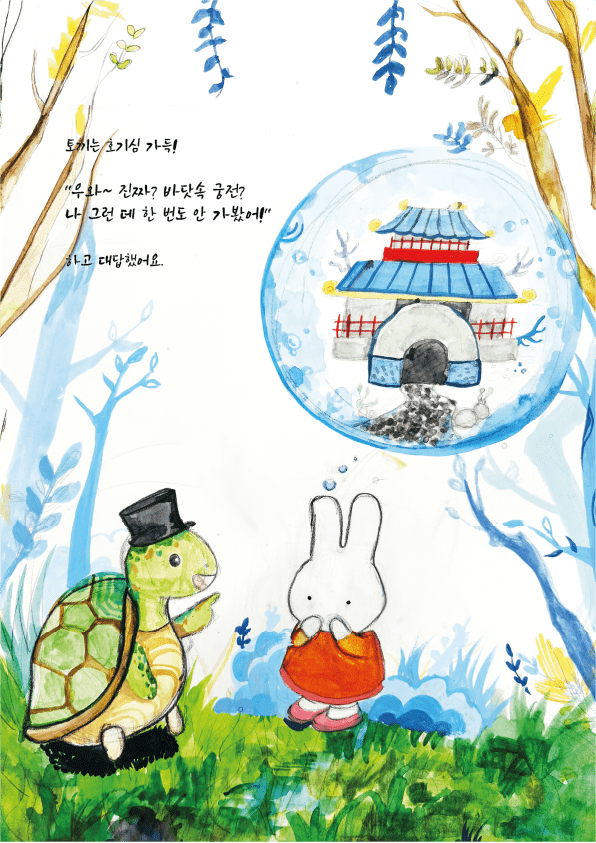 토끼는 호기심 가득!
"우와~ 진짜? 바닷속 궁전?
나 그런 데 한 번도 안 가봤어!"
하고 대답했어요.